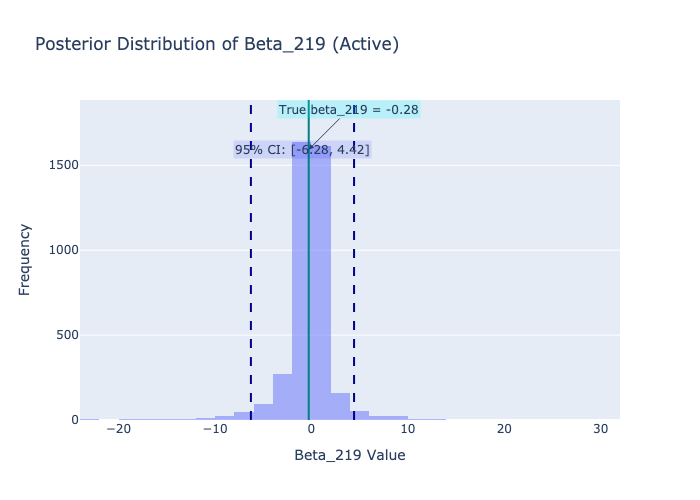 Posterior Distribution of Beta_219 (Active)
True beta_219 = -0.28
95% CI: [-6.28, 4.42]
1500
1000
500
0
Frequency
−20
−10
0
10
20
30
Beta_219 Value